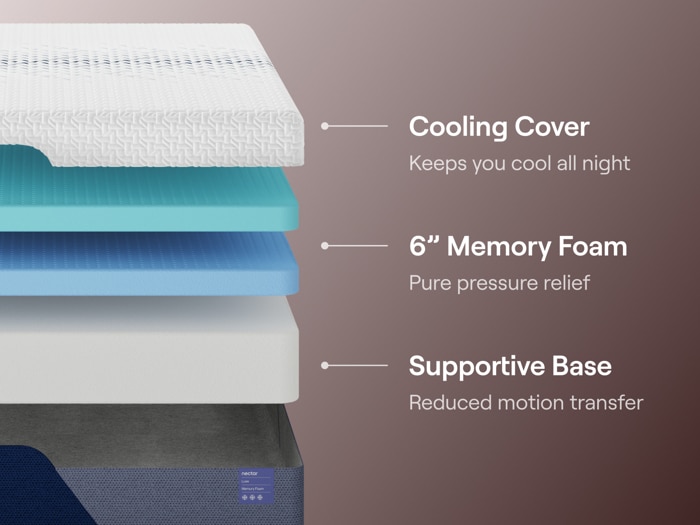 Cooling Cover
Keeps you cool all night
6” Memory Foam
Pure pressure relief
Supportive Base
Reduced motion transfer
nectar
Luxe
Memory Foam